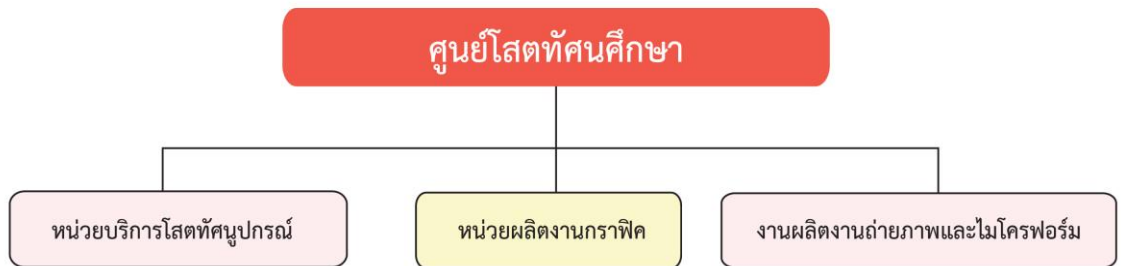 ศูนย์โสตทัศนศึกษา
หน่วยบริการโสตทัศนูปกรณ์
หน่วยผลิตงานกราฟิค
งานผลิตงานถ่ายภาพและไมโครฟอร์ม